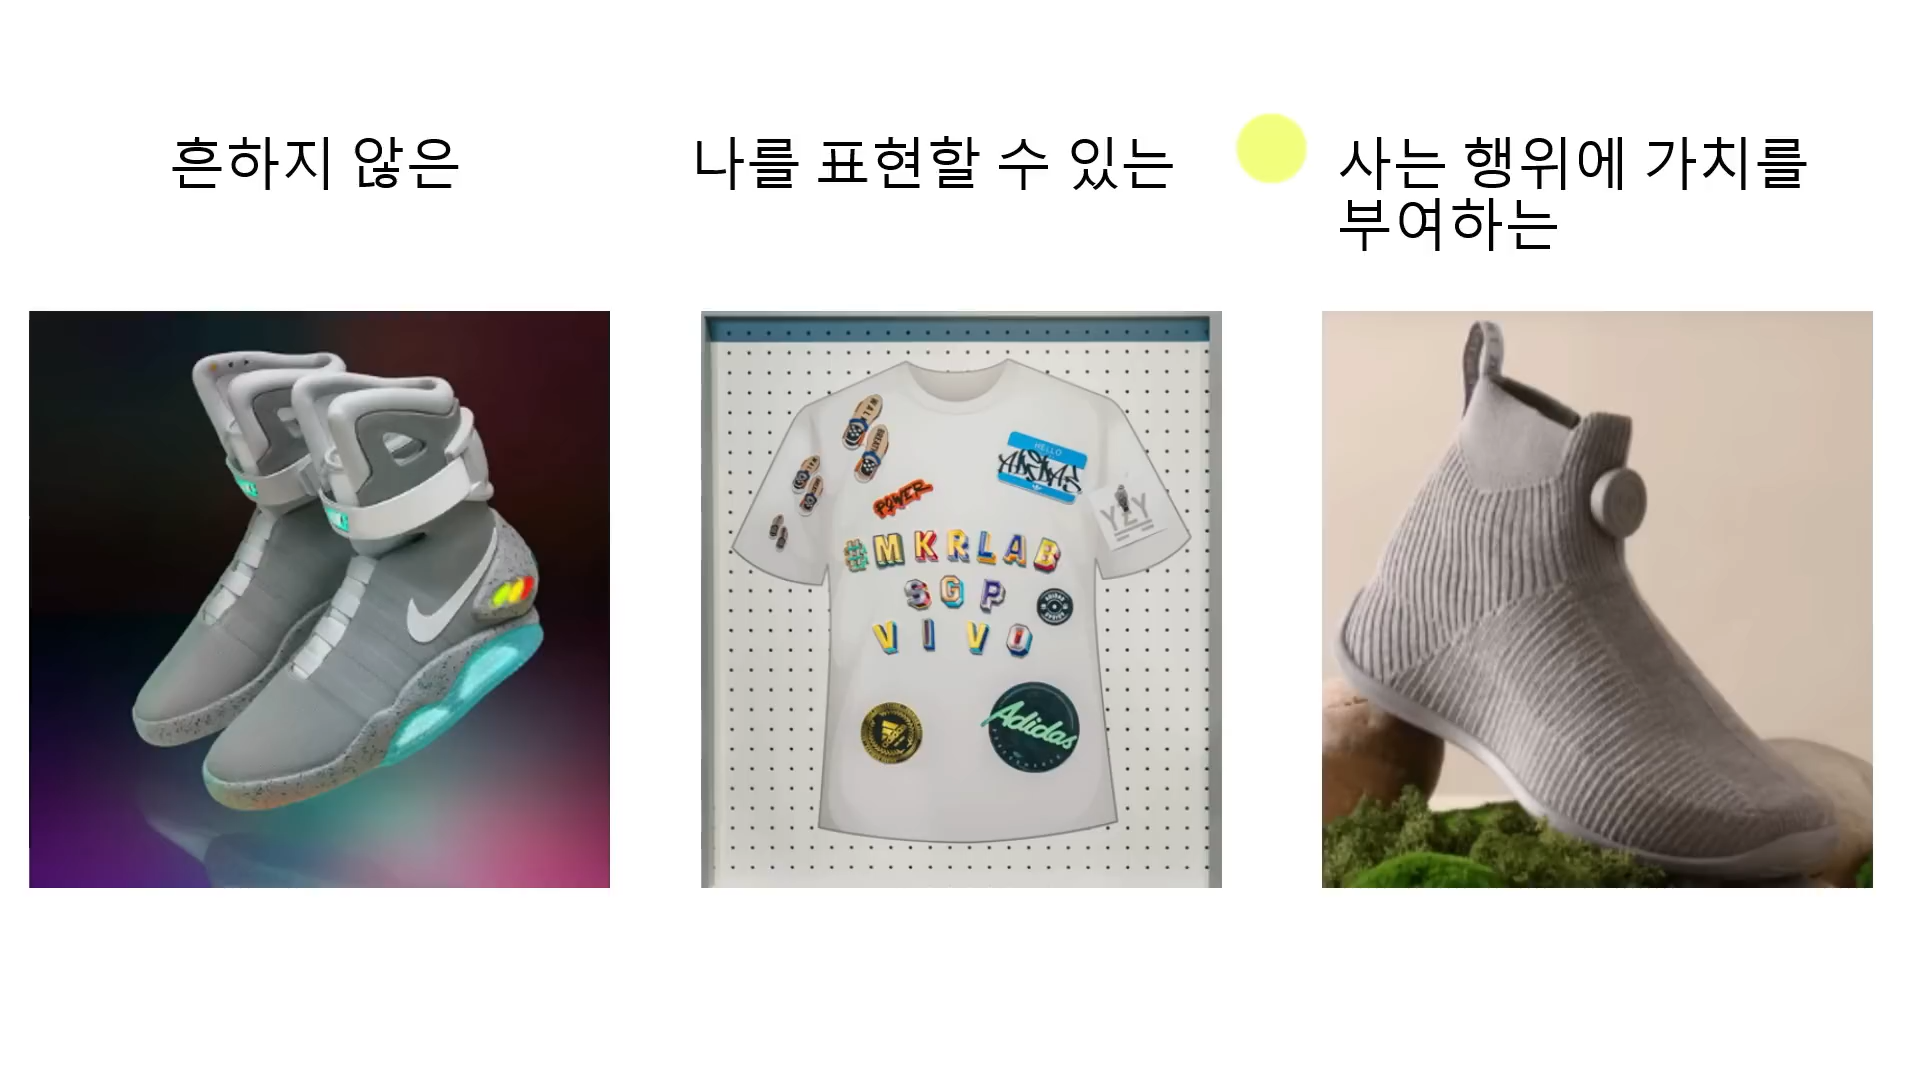 흔하지 않은
나를 표현할 수 있는
사는 행위에 가치를
부여하는
HELLO
POWER
YZY
#MKRLAB
SGP
VIVO
Adidas